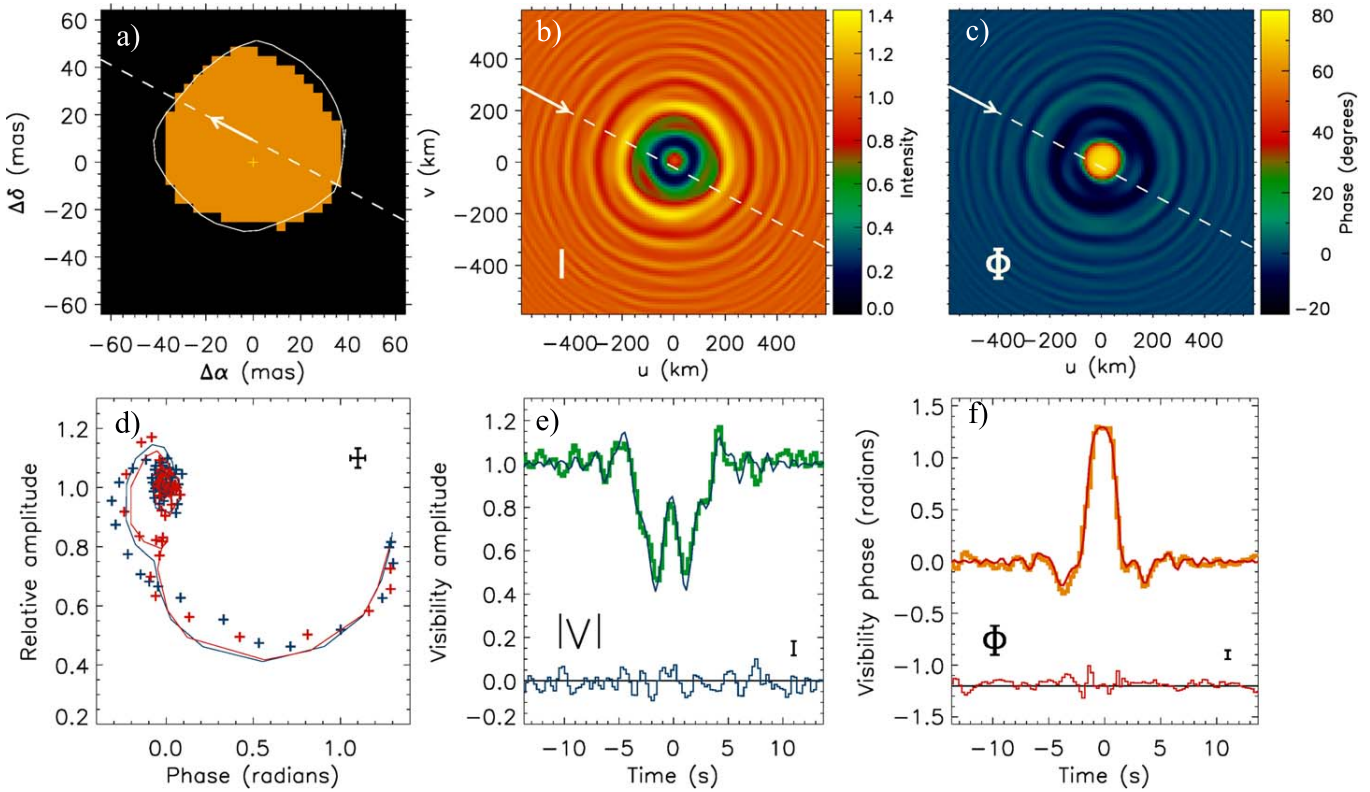 a)
60
40
20
0
−20
−40
−60
Δδ (mas)
−60 −40 −20 0 20 40 60
Δα (mas)
b)
600
400
200
0
−200
−400
v (km)
I
−400−200 0 200 400
u (km)
1.4
1.2
1.0
0.8
0.6
0.4
0.2
0.0
Intensity
c)
Φ
−400−200 0 200 400
u (km)
80
60
40
20
0
−20
Phase (degrees)
d)
1.2
1.0
0.8
0.6
0.4
0.2
Relative amplitude
0.0 0.5 1.0
Phase (radians)
e)
1.2
1.0
0.8
0.6
0.4
0.2
0.0
−0.2
Visibility amplitude
|V|
−10 −5 0 5 10
Time (s)
f)
1.5
1.0
0.5
0.0
−0.5
−1.0
−1.5
Visibility phase (radians)
Φ
−10 −5 0 5 10
Time (s)